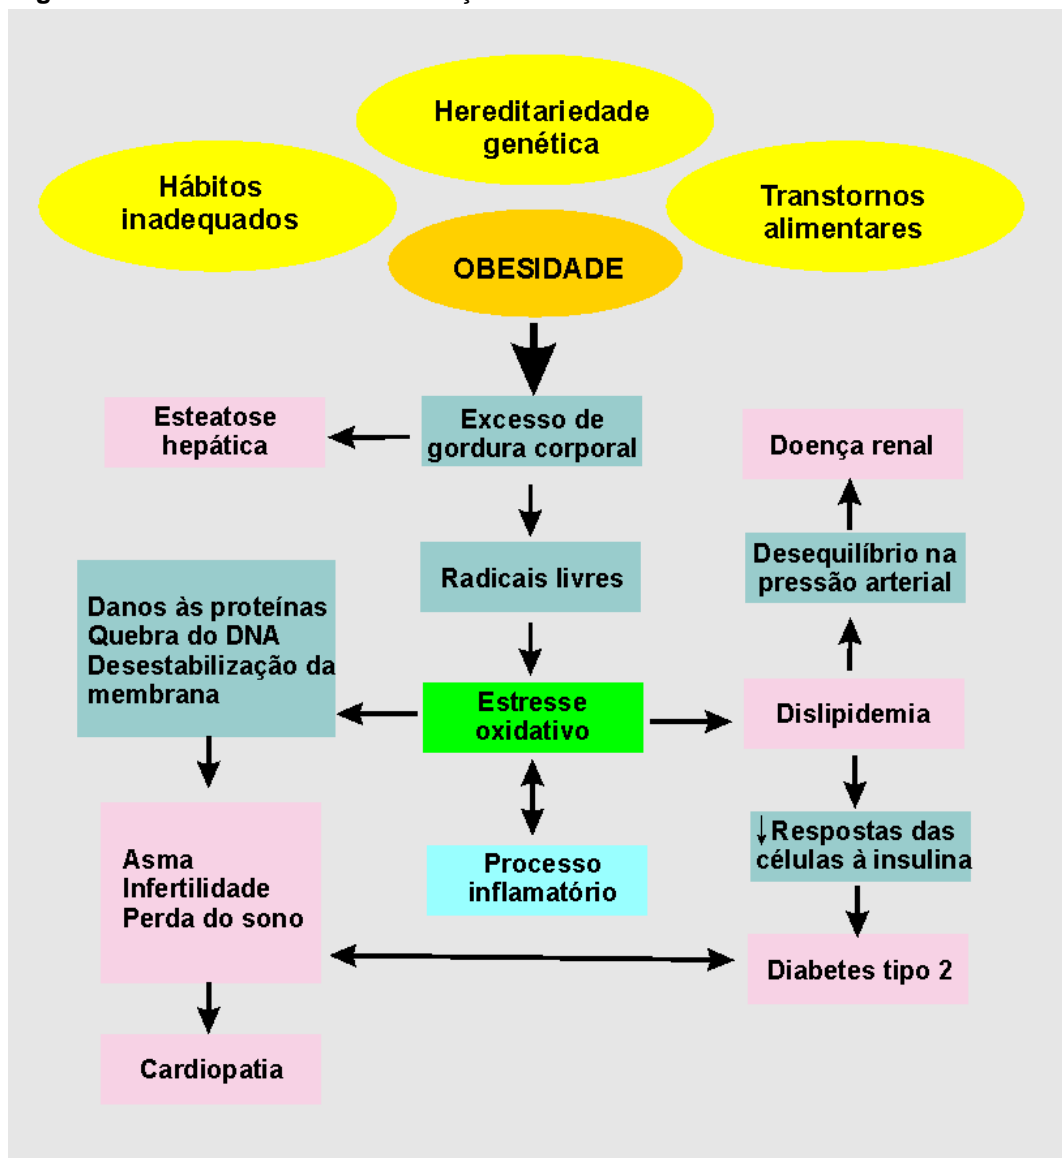 Hereditariedade
genética
Hábitos
inadequados
Transtornos
alimentares
OBESIDADE
Esteatose
hepática
Excesso de
gordura corporal
Doença renal
Radicais livres
Desequilíbrio na
pressão arterial
Danos às proteínas
Quebra do DNA
Desestabilização da
membrana
Estresse
oxidativo
Dislipidemia
↓Respostas das
células à insulina
Processo
inflamatório
Asma
Infertilidade
Perda do sono
Diabetes tipo 2
Cardiopatia